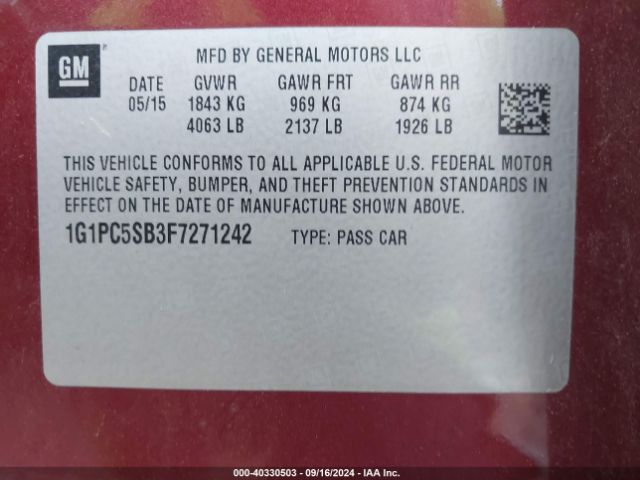 GM
MFD BY GENERAL MOTORS LLC
DATE GVWR GAWR FRT GAWR RR
05/15 1843 KG 969 KG 874 KG
4063 LB 2137 LB 1926 LB
THIS VEHICLE CONFORMS TO ALL APPLICABLE U.S. FEDERAL MOTOR
VEHICLE SAFETY, BUMPER, AND THEFT PREVENTION STANDARDS IN
EFFECT ON THE DATE OF MANUFACTURE SHOWN ABOVE.
1G1PC5SB3F7271242 TYPE: PASS CAR
000-40330503 - 09/16/2024 - IAA Inc.